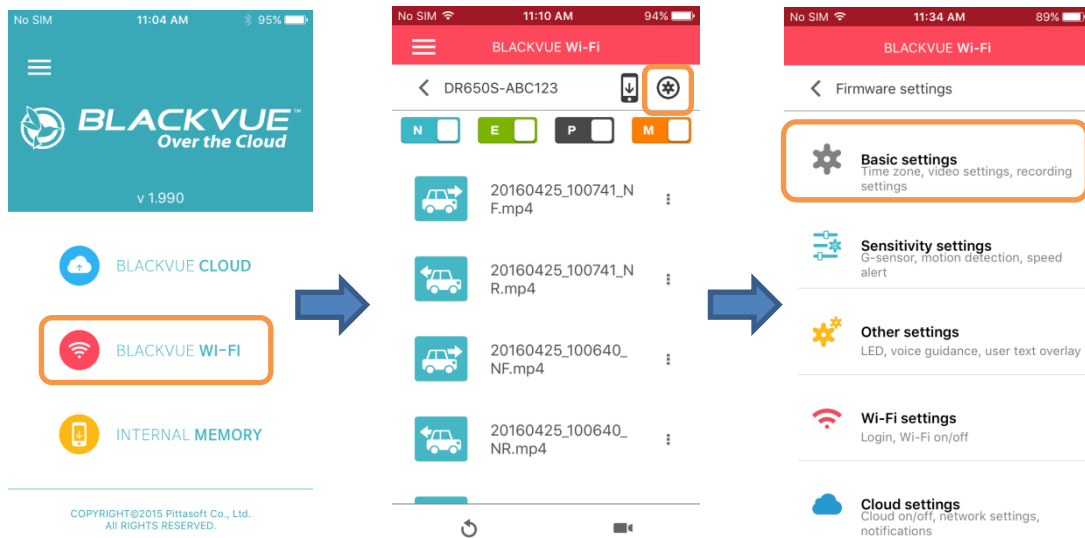 No SIM 11:04 AM 95%
BLACKVUE™
Over the Cloud
v 1.990
BLACKVUE CLOUD
BLACKVUE WI-FI
INTERNAL MEMORY
COPYRIGHT©2015 Pittasoft Co., Ltd.
All RIGHTS RESERVED.
No SIM 11:10 AM 94%
BLACKVUE Wi-Fi
DR650S-ABC123
N E P M
20160425_100741_N
F.mp4
20160425_100741_N
R.mp4
20160425_100640_
NF.mp4
20160425_100640_
NR.mp4
No SIM 11:34 AM 89%
BLACKVUE Wi-Fi
Firmware settings
Basic settings
Time zone, video settings, recording
settings
Sensitivity settings
G-sensor, motion detection, speed
alert
Other settings
LED, voice guidance, user text overlay
Wi-Fi settings
Login, Wi-Fi on/off
Cloud settings
Cloud on/off, network settings,
notifications